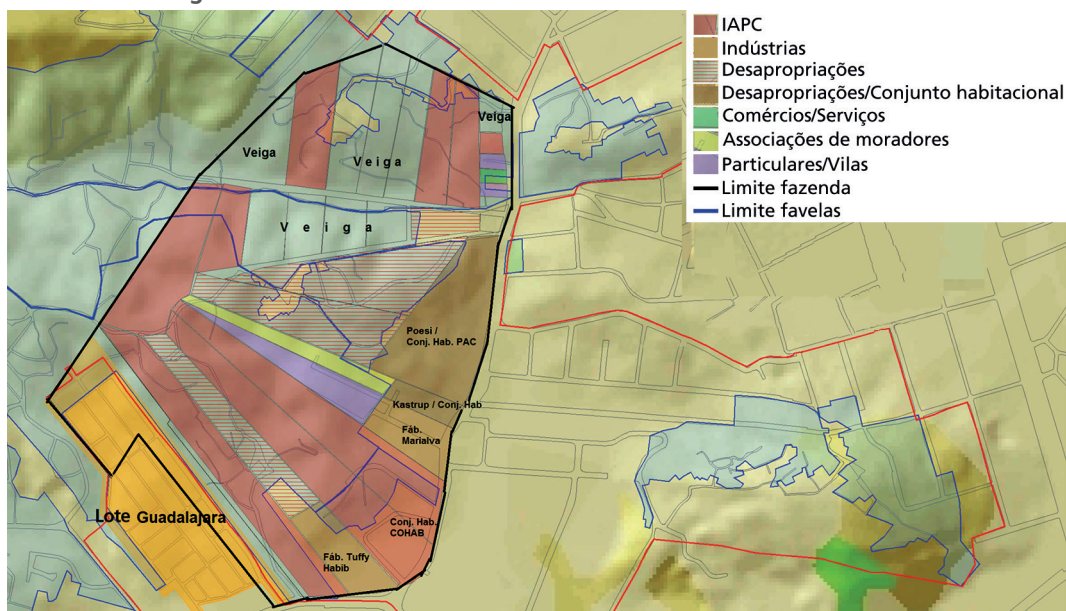 IAPC
Indústrias
Desapropriações
Desapropriações/Conjunto habitacional
Comércios/Serviços
Associações de moradores
Particulares/Vilas
Limite fazenda
Limite favelas
Veiga
Veiga
Veiga
Veiga
Poesi /
Conj. Hab. PAC
Kastrup / Conj. Hab
Fáb.
Marialva
Conj. Hab.
COHAB
Lote Guadalajara
Fáb. Tuffy
Habib